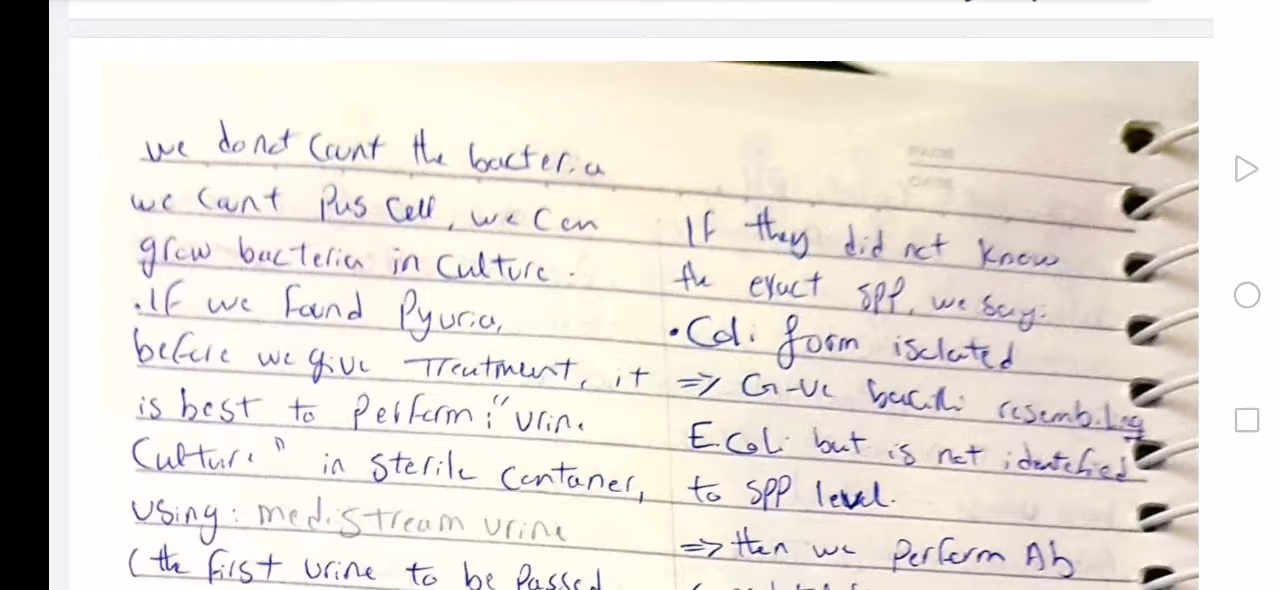 we do not count the bacteria
we count Pus cell, we can
grow bacteria in culture.
.If we found Pyuria,
before we give Treatment, it
is best to Perform: "Urine
Culture" in sterile container,
using: midstream urine
(the first urine to be Passed
If they did not know
the exact spp, we say:
•Coli form isolated
=> G-ve bacilli resembiling
E.Coli but is not identefied
to spp level.
=> then we Perform Ab